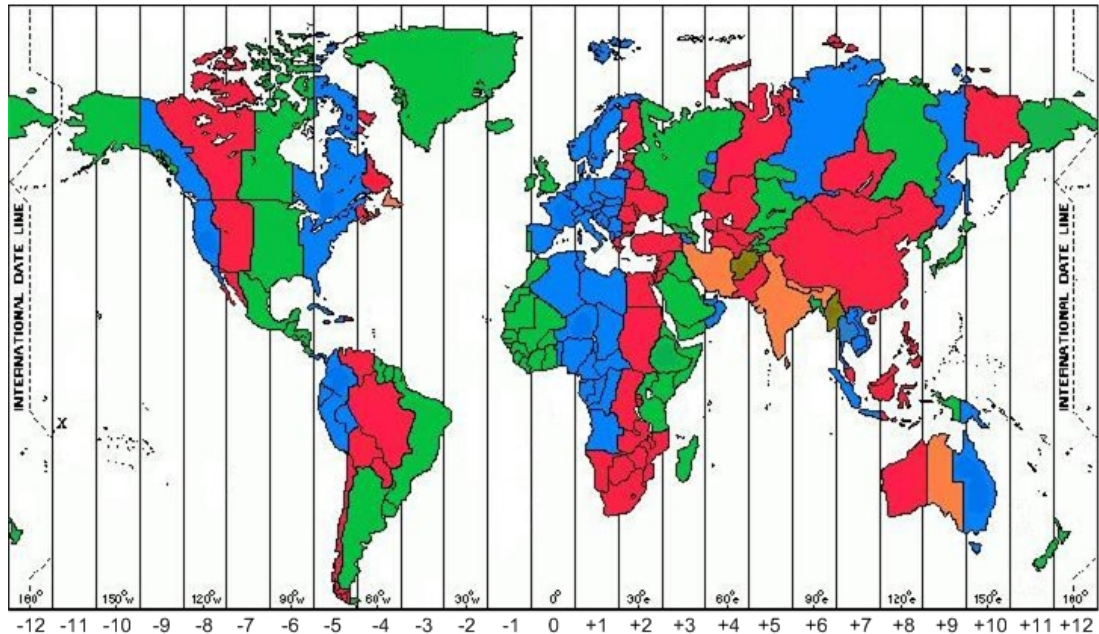 INTERNATIONAL DATE LINE
INTERNATIONAL DATE LINE
X
180°
150°w
120°w
90°w
60°w
30°w
0°
30°e
60°e
90°e
120°e
150°e
180°
-12 -11 -10 -9 -8 -7 -6 -5 -4 -3 -2 -1 0 +1 +2 +3 +4 +5 +6 +7 +8 +9 +10 +11 +12